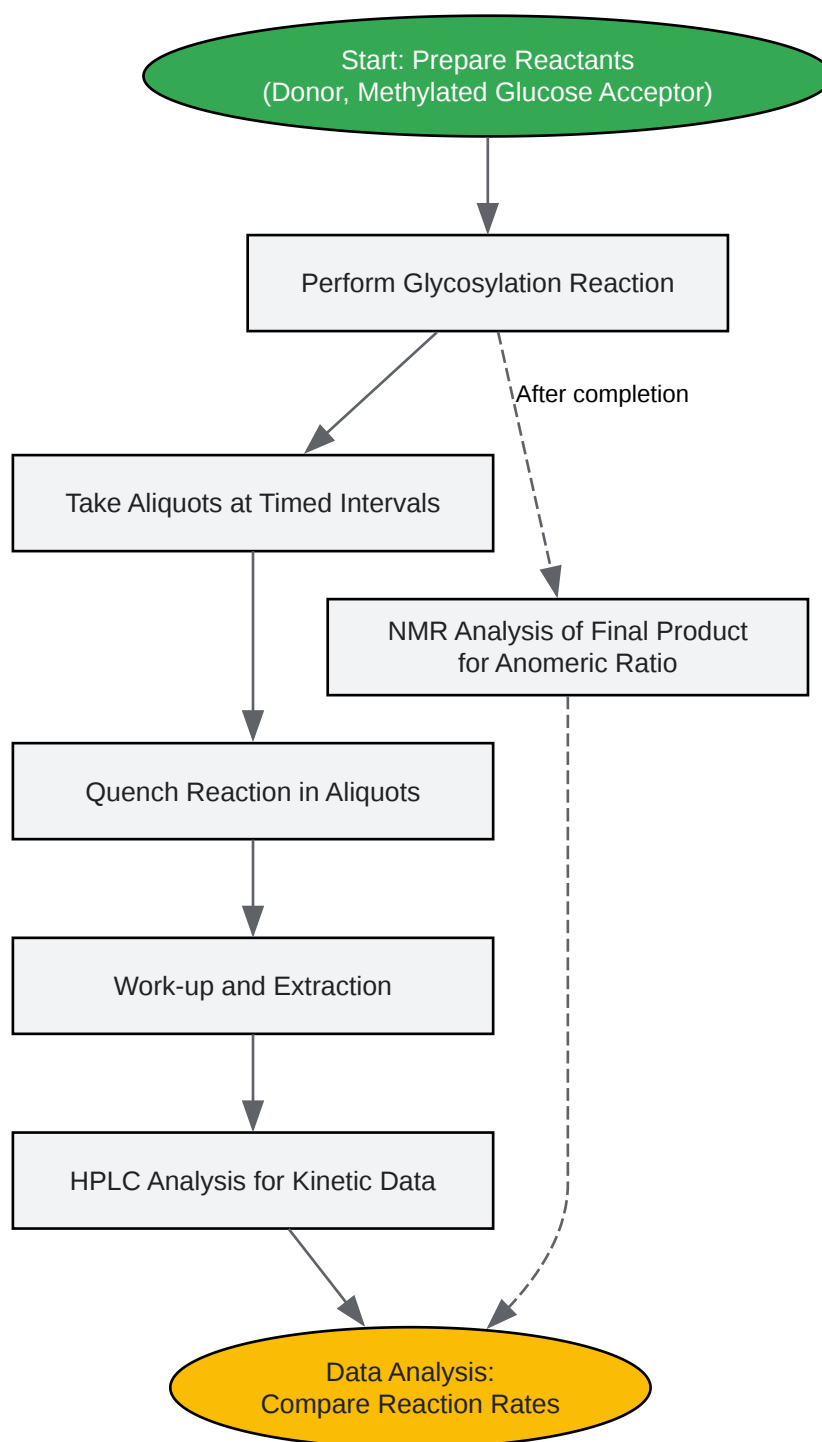 Start: Prepare Reactants
(Donor, Methylated Glucose Acceptor)
Perform Glycosylation Reaction
After completion
Take Aliquots at Timed Intervals
NMR Analysis of Final Product
for Anomeric Ratio
Quench Reaction in Aliquots
Work-up and Extraction
HPLC Analysis for Kinetic Data
Data Analysis:
Compare Reaction Rates